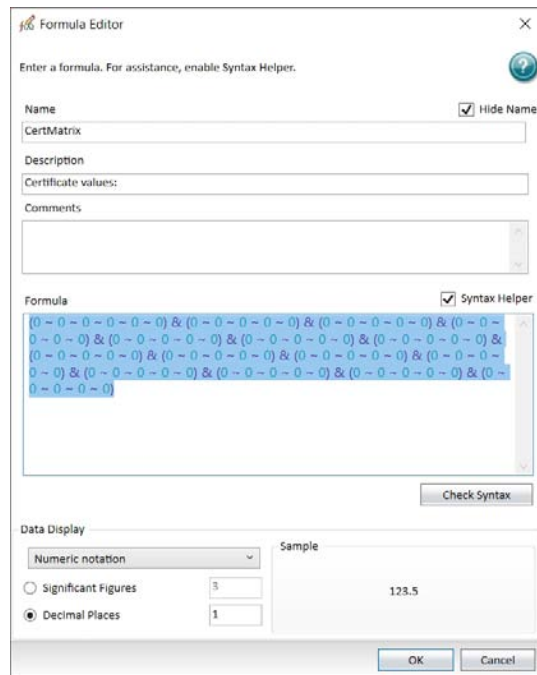 Formula Editor
Enter a formula. For assistance, enable Syntax Helper.
?
Name
Hide Name
CertMatrix
Description
Certificate values:
Comments
Formula
Syntax Helper
(0 ~ 0 ~ 0 ~ 0 ~ 0 ~ 0) & (0 ~ 0 ~ 0 ~ 0 ~ 0) & (0 ~ 0 ~ 0 ~ 0 ~ 0) & (0 ~ 0 ~
0 ~ 0 ~ 0) & (0 ~ 0 ~ 0 ~ 0 ~ 0) & (0 ~ 0 ~ 0 ~ 0 ~ 0) & (0 ~ 0 ~ 0 ~ 0 ~ 0) &
(0 ~ 0 ~ 0 ~ 0 ~ 0) & (0 ~ 0 ~ 0 ~ 0 ~ 0) & (0 ~ 0 ~ 0 ~ 0 ~ 0) & (0 ~ 0 ~ 0 ~
0 ~ 0) & (0 ~ 0 ~ 0 ~ 0 ~ 0) & (0 ~ 0 ~ 0 ~ 0 ~ 0) & (0 ~ 0 ~ 0 ~ 0 ~ 0) & (0 ~
0 ~ 0 ~ 0 ~ 0)
Check Syntax
Data Display
Numeric notation
Sample
Significant Figures
3
123.5
Decimal Places
1
OK
Cancel